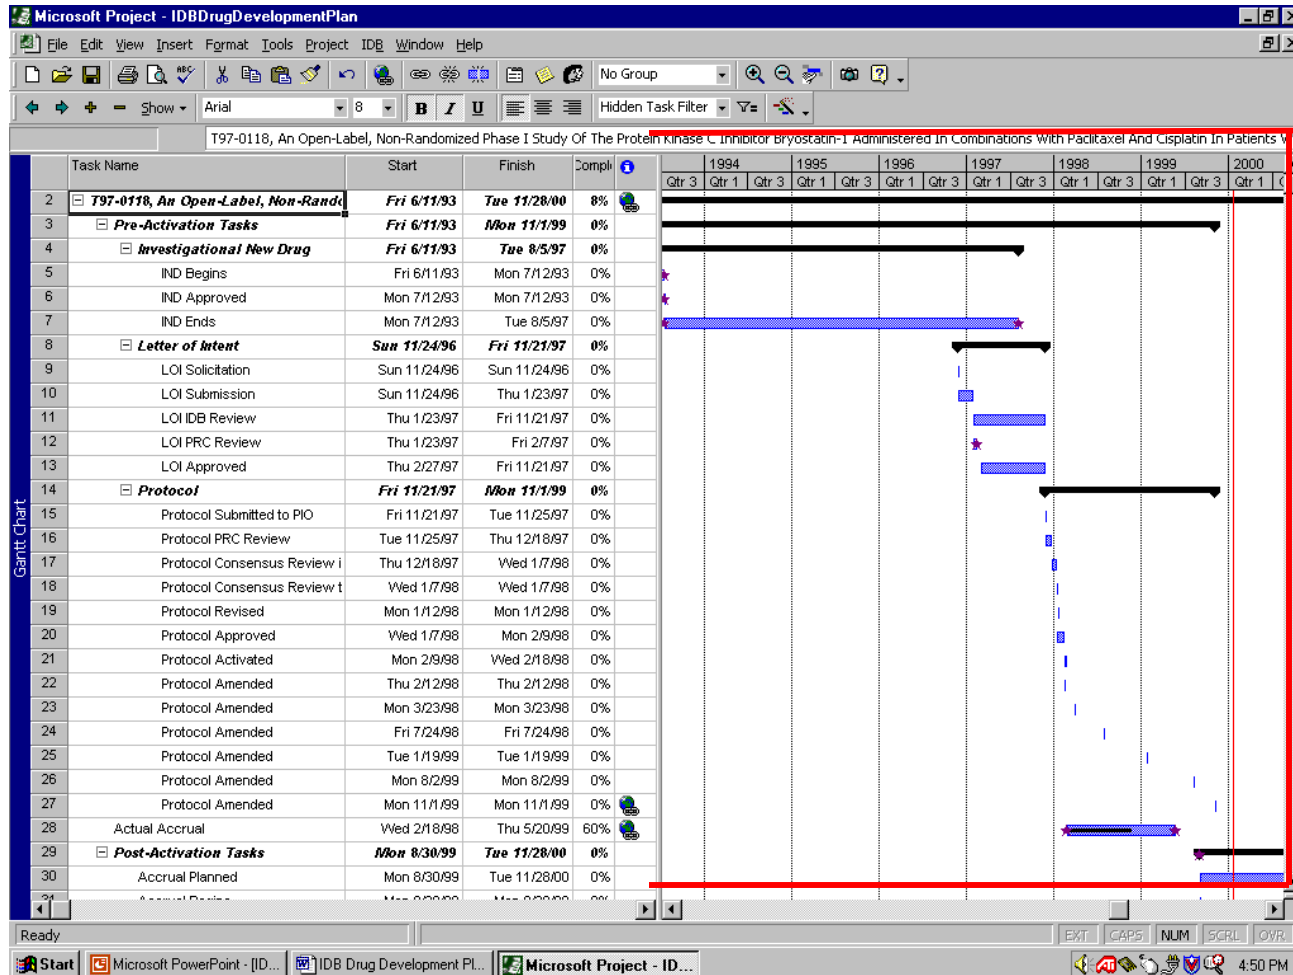 Microsoft Project - IDBDrugDevelopmentPlan
File Edit View Insert Format Tools Project IDB Window Help
No Group
Show Arial 8 B I U Hidden Task Filter
T97-0118, An Open-Label, Non-Randomized Phase I Study Of The Protein Kinase C Inhibitor Bryostatin-1 Administered In Combinations With Paclitaxel And Cisplatin In Patients W
Task Name Start Finish Compl 1994 1995 1996 1997 1998 1999 2000
Qtr 3 Qtr 1 Qtr 3 Qtr 1 Qtr 3 Qtr 1 Qtr 3 Qtr 1 Qtr 3 Qtr 1 Qtr 3 Qtr 1 Qtr 3 Qtr 1
2 T97-0118, An Open-Label, Non-Rando Fri 6/11/93 Tue 11/28/00 8%
3 Pre-Activation Tasks Fri 6/11/93 Mon 11/1/99 0%
4 Investigational New Drug Fri 6/11/93 Tue 8/5/97 0%
5 IND Begins Fri 6/11/93 Mon 7/12/93 0%
6 IND Approved Mon 7/12/93 Mon 7/12/93 0%
7 IND Ends Mon 7/12/93 Tue 8/5/97 0%
8 Letter of Intent Sun 11/24/96 Fri 11/21/97 0%
9 LOI Solicitation Sun 11/24/96 Sun 11/24/96 0%
10 LOI Submission Sun 11/24/96 Thu 1/23/97 0%
11 LOI IDB Review Thu 1/23/97 Fri 11/21/97 0%
12 LOI PRC Review Thu 1/23/97 Fri 2/7/97 0%
13 LOI Approved Thu 2/27/97 Fri 11/21/97 0%
14 Protocol Fri 11/21/97 Mon 11/1/99 0%
15 Protocol Submitted to PIO Fri 11/21/97 Tue 11/25/97 0%
16 Protocol PRC Review Tue 11/25/97 Thu 12/18/97 0%
17 Protocol Consensus Review i Thu 12/18/97 Wed 1/7/98 0%
18 Protocol Consensus Review t Wed 1/7/98 Wed 1/7/98 0%
19 Protocol Revised Mon 1/12/98 Mon 1/12/98 0%
20 Protocol Approved Wed 1/7/98 Mon 2/9/98 0%
21 Protocol Activated Mon 2/9/98 Wed 2/18/98 0%
22 Protocol Amended Thu 2/12/98 Thu 2/12/98 0%
23 Protocol Amended Mon 3/23/98 Mon 3/23/98 0%
24 Protocol Amended Fri 7/24/98 Fri 7/24/98 0%
25 Protocol Amended Tue 1/19/99 Tue 1/19/99 0%
26 Protocol Amended Mon 8/2/99 Mon 8/2/99 0%
27 Protocol Amended Mon 11/1/99 Mon 11/1/99 0%
28 Actual Accrual Wed 2/18/98 Thu 5/20/99 60%
29 Post-Activation Tasks Mon 8/30/99 Tue 11/28/00 0%
30 Accrual Planned Mon 8/30/99 Tue 11/28/00 0%
Gantt Chart
Ready EXT CAPS NUM SCRL OVR
Start Microsoft PowerPoint - [ID... IDB Drug Development Pl... Microsoft Project - ID... 4:50 PM